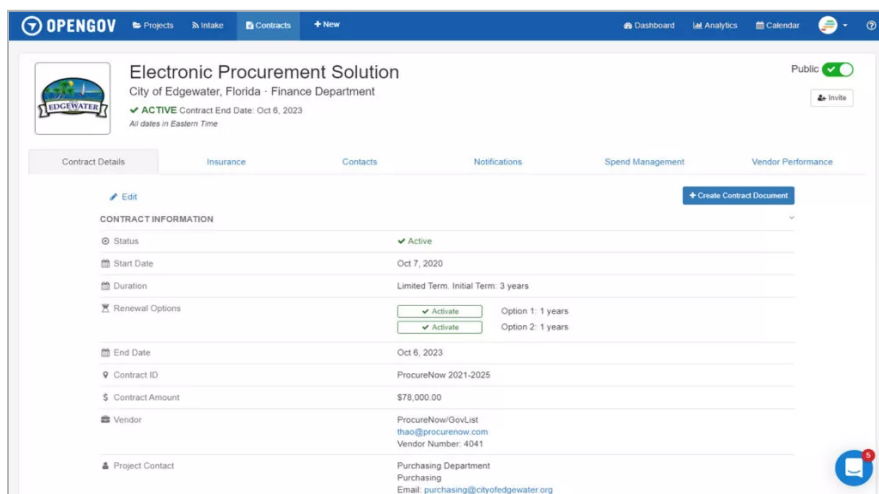 OPENGOV Projects Intake Contracts + New Dashboard Analytics Calendar
Electronic Procurement Solution
Public
City of Edgewater, Florida · Finance Department
ACTIVE Contract End Date: Oct 6, 2023
Invite
All dates in Eastern Time
EDGEWATER
Contract Details Insurance Contacts Notifications Spend Management Vendor Performance
Edit
+ Create Contract Document
CONTRACT INFORMATION
Status Active
Start Date Oct 7, 2020
Duration Limited Term. Initial Term: 3 years
Renewal Options Activate Option 1: 1 years
Activate Option 2: 1 years
End Date Oct 6, 2023
Contract ID ProcureNow 2021-2025
$ Contract Amount $78,000.00
Vendor ProcureNow/GovList
thao@procurenow.com
Vendor Number: 4041
Project Contact Purchasing Department
Purchasing
Email: purchasing@cityofedgewater.org
5